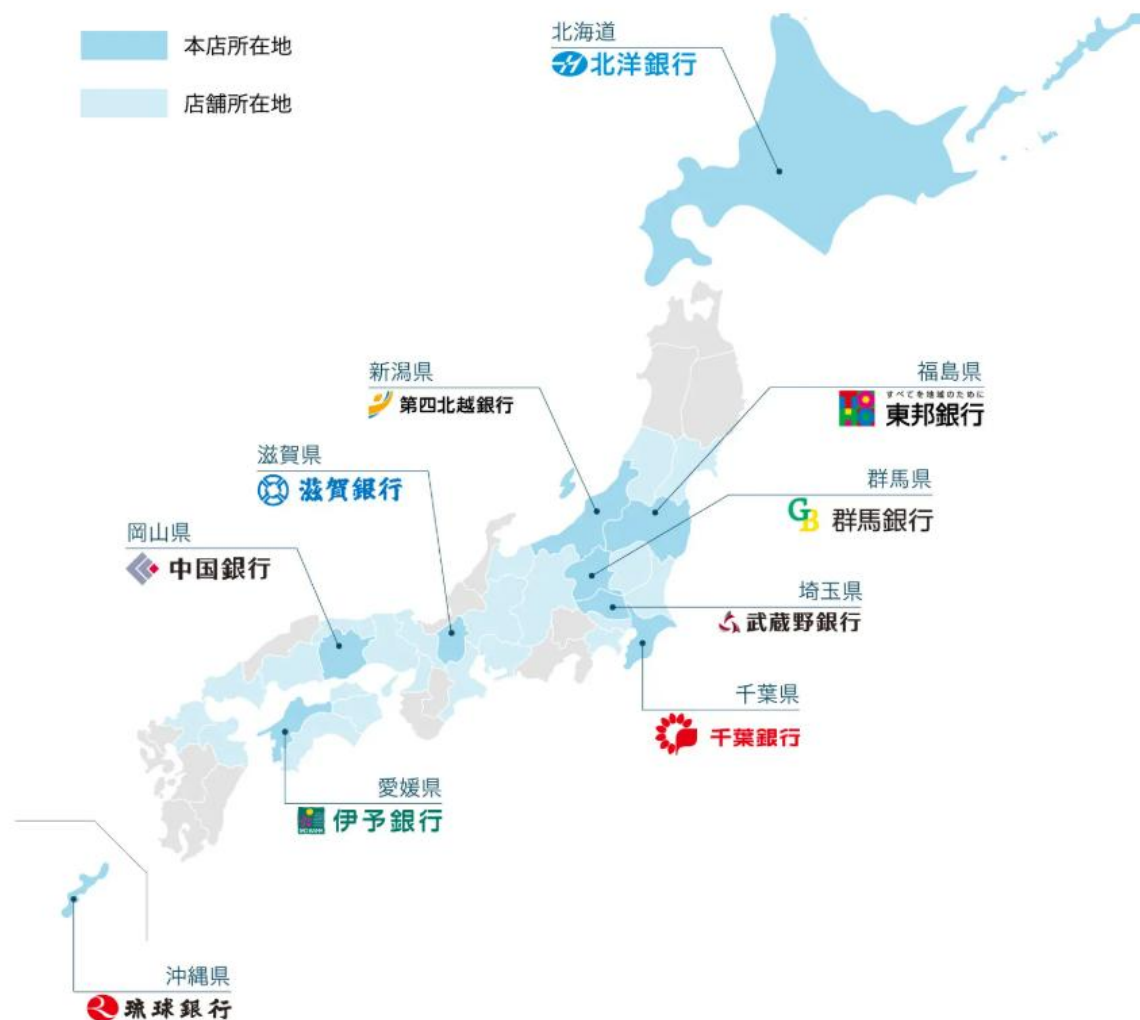 本店所在地
店舗所在地
北海道
北洋銀行
新潟県
第四北越銀行
福島県
すべてを地域のために
TOHO
東邦銀行
滋賀県
滋賀銀行
群馬県
GB 群馬銀行
岡山県
中国銀行
埼玉県
武蔵野銀行
千葉県
千葉銀行
愛媛県
IYO BANK
伊予銀行
沖縄県
琉球銀行